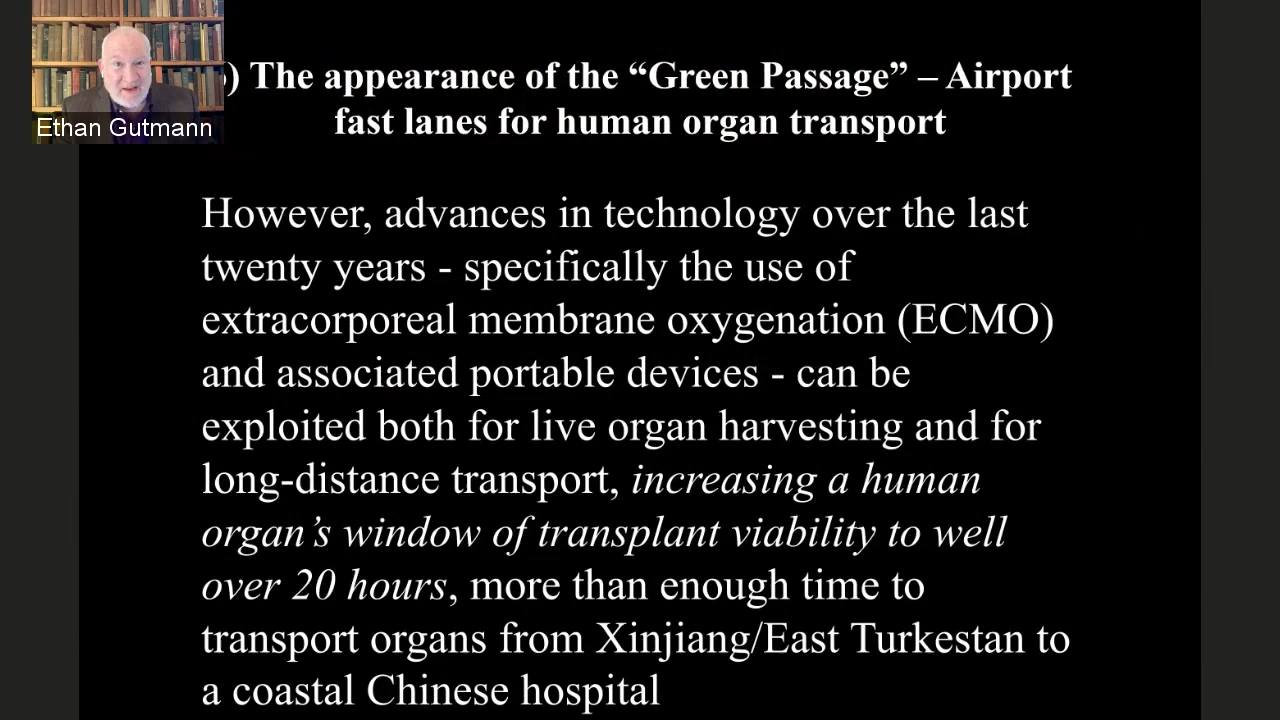 ) The appearance of the “Green Passage” – Airport
fast lanes for human organ transport
Ethan Gutmann
However, advances in technology over the last
twenty years - specifically the use of
extracorporeal membrane oxygenation (ECMO)
and associated portable devices - can be
exploited both for live organ harvesting and for
long-distance transport, increasing a human
organ’s window of transplant viability to well
over 20 hours, more than enough time to
transport organs from Xinjiang/East Turkestan to
a coastal Chinese hospital